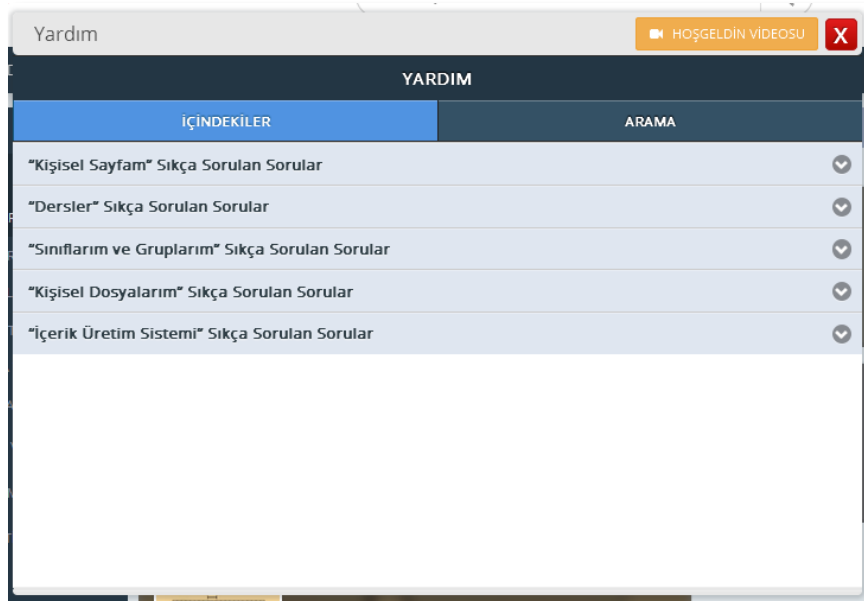 Yardım
HOŞGELDİN VİDEOSU
X
YARDIM
İÇİNDEKİLER
ARAMA
“Kişisel Sayfam” Sıkça Sorulan Sorular
“Dersler” Sıkça Sorulan Sorular
“Sınıflarım ve Gruplarım” Sıkça Sorulan Sorular
“Kişisel Dosyalarım” Sıkça Sorulan Sorular
“İçerik Üretim Sistemi” Sıkça Sorulan Sorular